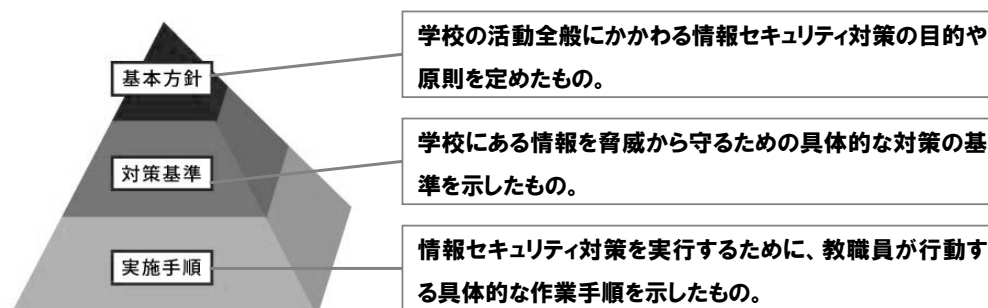 基本方針
学校の活動全般にかかわる情報セキュリティ対策の目的や
原則を定めたもの。
対策基準
学校にある情報を脅威から守るための具体的な対策の基
準を示したもの。
実施手順
情報セキュリティ対策を実行するために、教職員が行動す
る具体的な作業手順を示したもの。